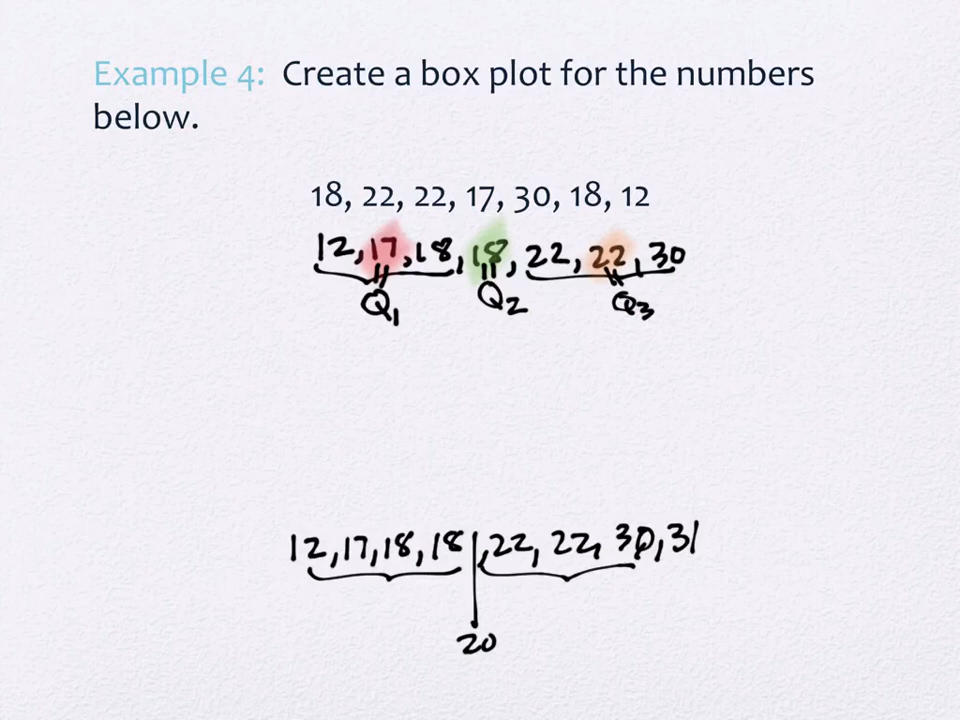 Example 4: Create a box plot for the numbers
below.
18, 22, 22, 17, 30, 18, 12
12, 17, 18, 18, 22, 22, 30
Q1 Q2 Q3
12, 17, 18, 18, 22, 22, 30, 31
20